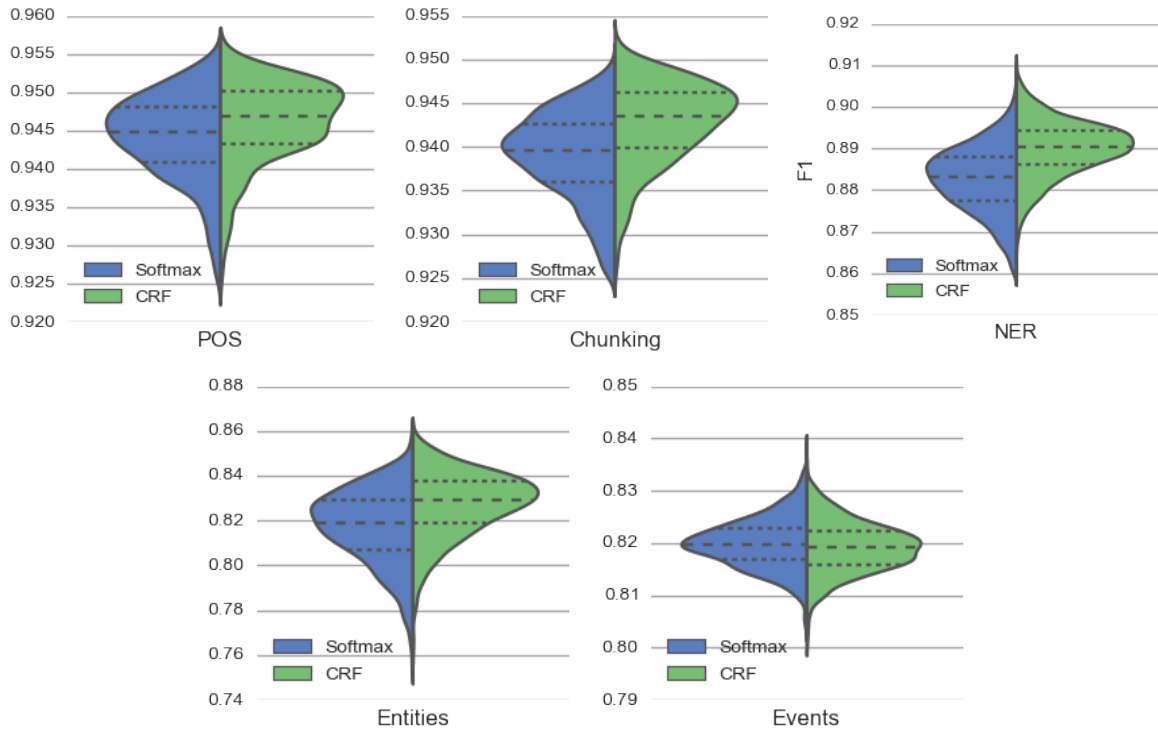 0.960
0.955
0.950
0.945
0.940
0.935
0.930
0.925
0.920
Softmax
CRF
POS
0.955
0.950
0.945
0.940
0.935
0.930
0.925
0.920
Softmax
CRF
Chunking
F1
0.92
0.91
0.90
0.89
0.88
0.87
0.86
0.85
Softmax
CRF
NER
0.88
0.86
0.84
0.82
0.80
0.78
0.76
0.74
Softmax
CRF
Entities
0.85
0.84
0.83
0.82
0.81
0.80
0.79
Softmax
CRF
Events